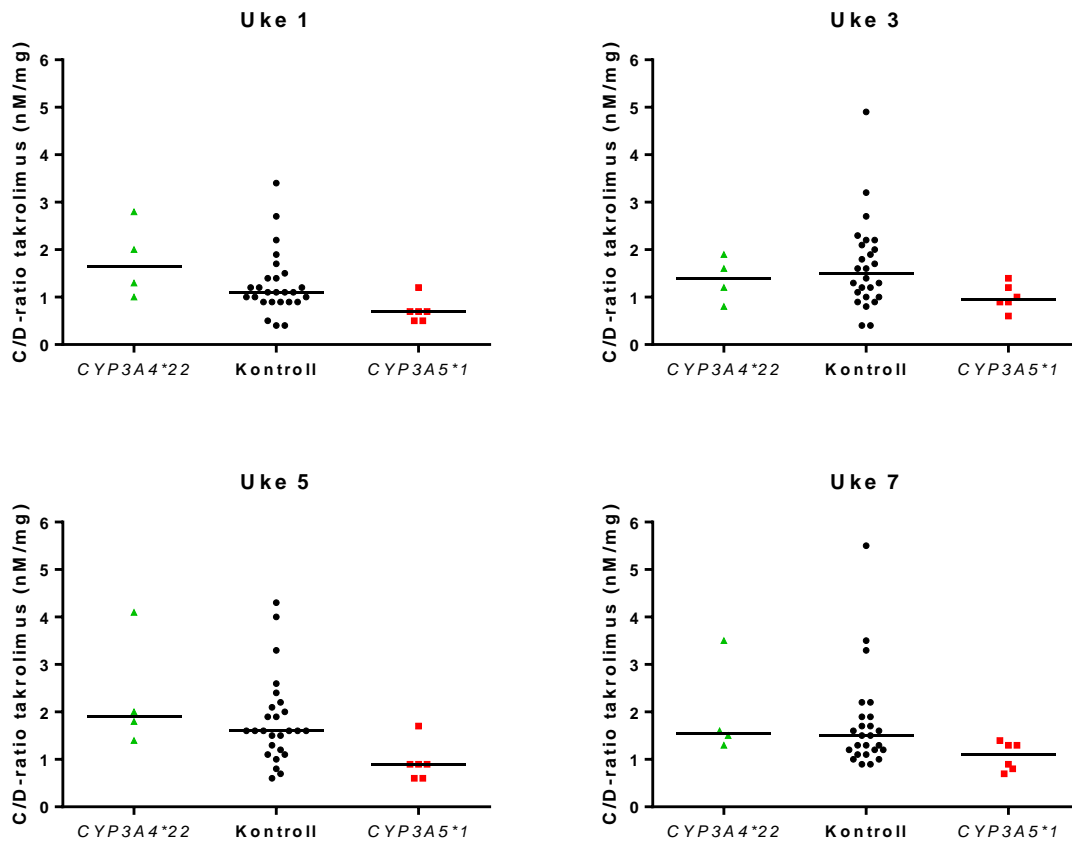 Uke 1
C/D-ratio takrolimus (nM/mg)
6
5
4
3
2
1
0
CYP3A4*22 Kontroll CYP3A5*1
Uke 3
C/D-ratio takrolimus (nM/mg)
6
5
4
3
2
1
0
CYP3A4*22 Kontroll CYP3A5*1
Uke 5
C/D-ratio takrolimus (nM/mg)
6
5
4
3
2
1
0
CYP3A4*22 Kontroll CYP3A5*1
Uke 7
C/D-ratio takrolimus (nM/mg)
6
5
4
3
2
1
0
CYP3A4*22 Kontroll CYP3A5*1